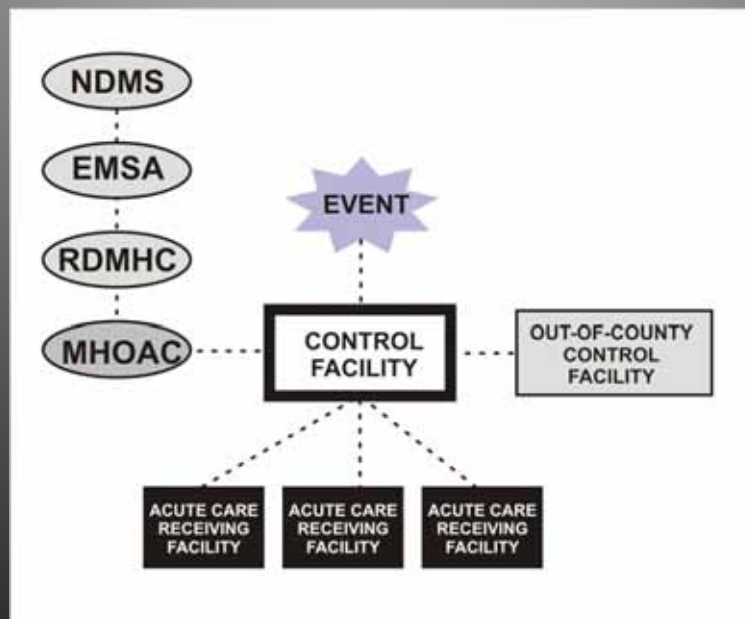 NDMS
EMSA
RDMHC
MHOAC
EVENT
CONTROL
FACILITY
OUT-OF-COUNTY
CONTROL
FACILITY
ACUTE CARE
RECEIVING
FACILITY
ACUTE CARE
RECEIVING
FACILITY
ACUTE CARE
RECEIVING
FACILITY